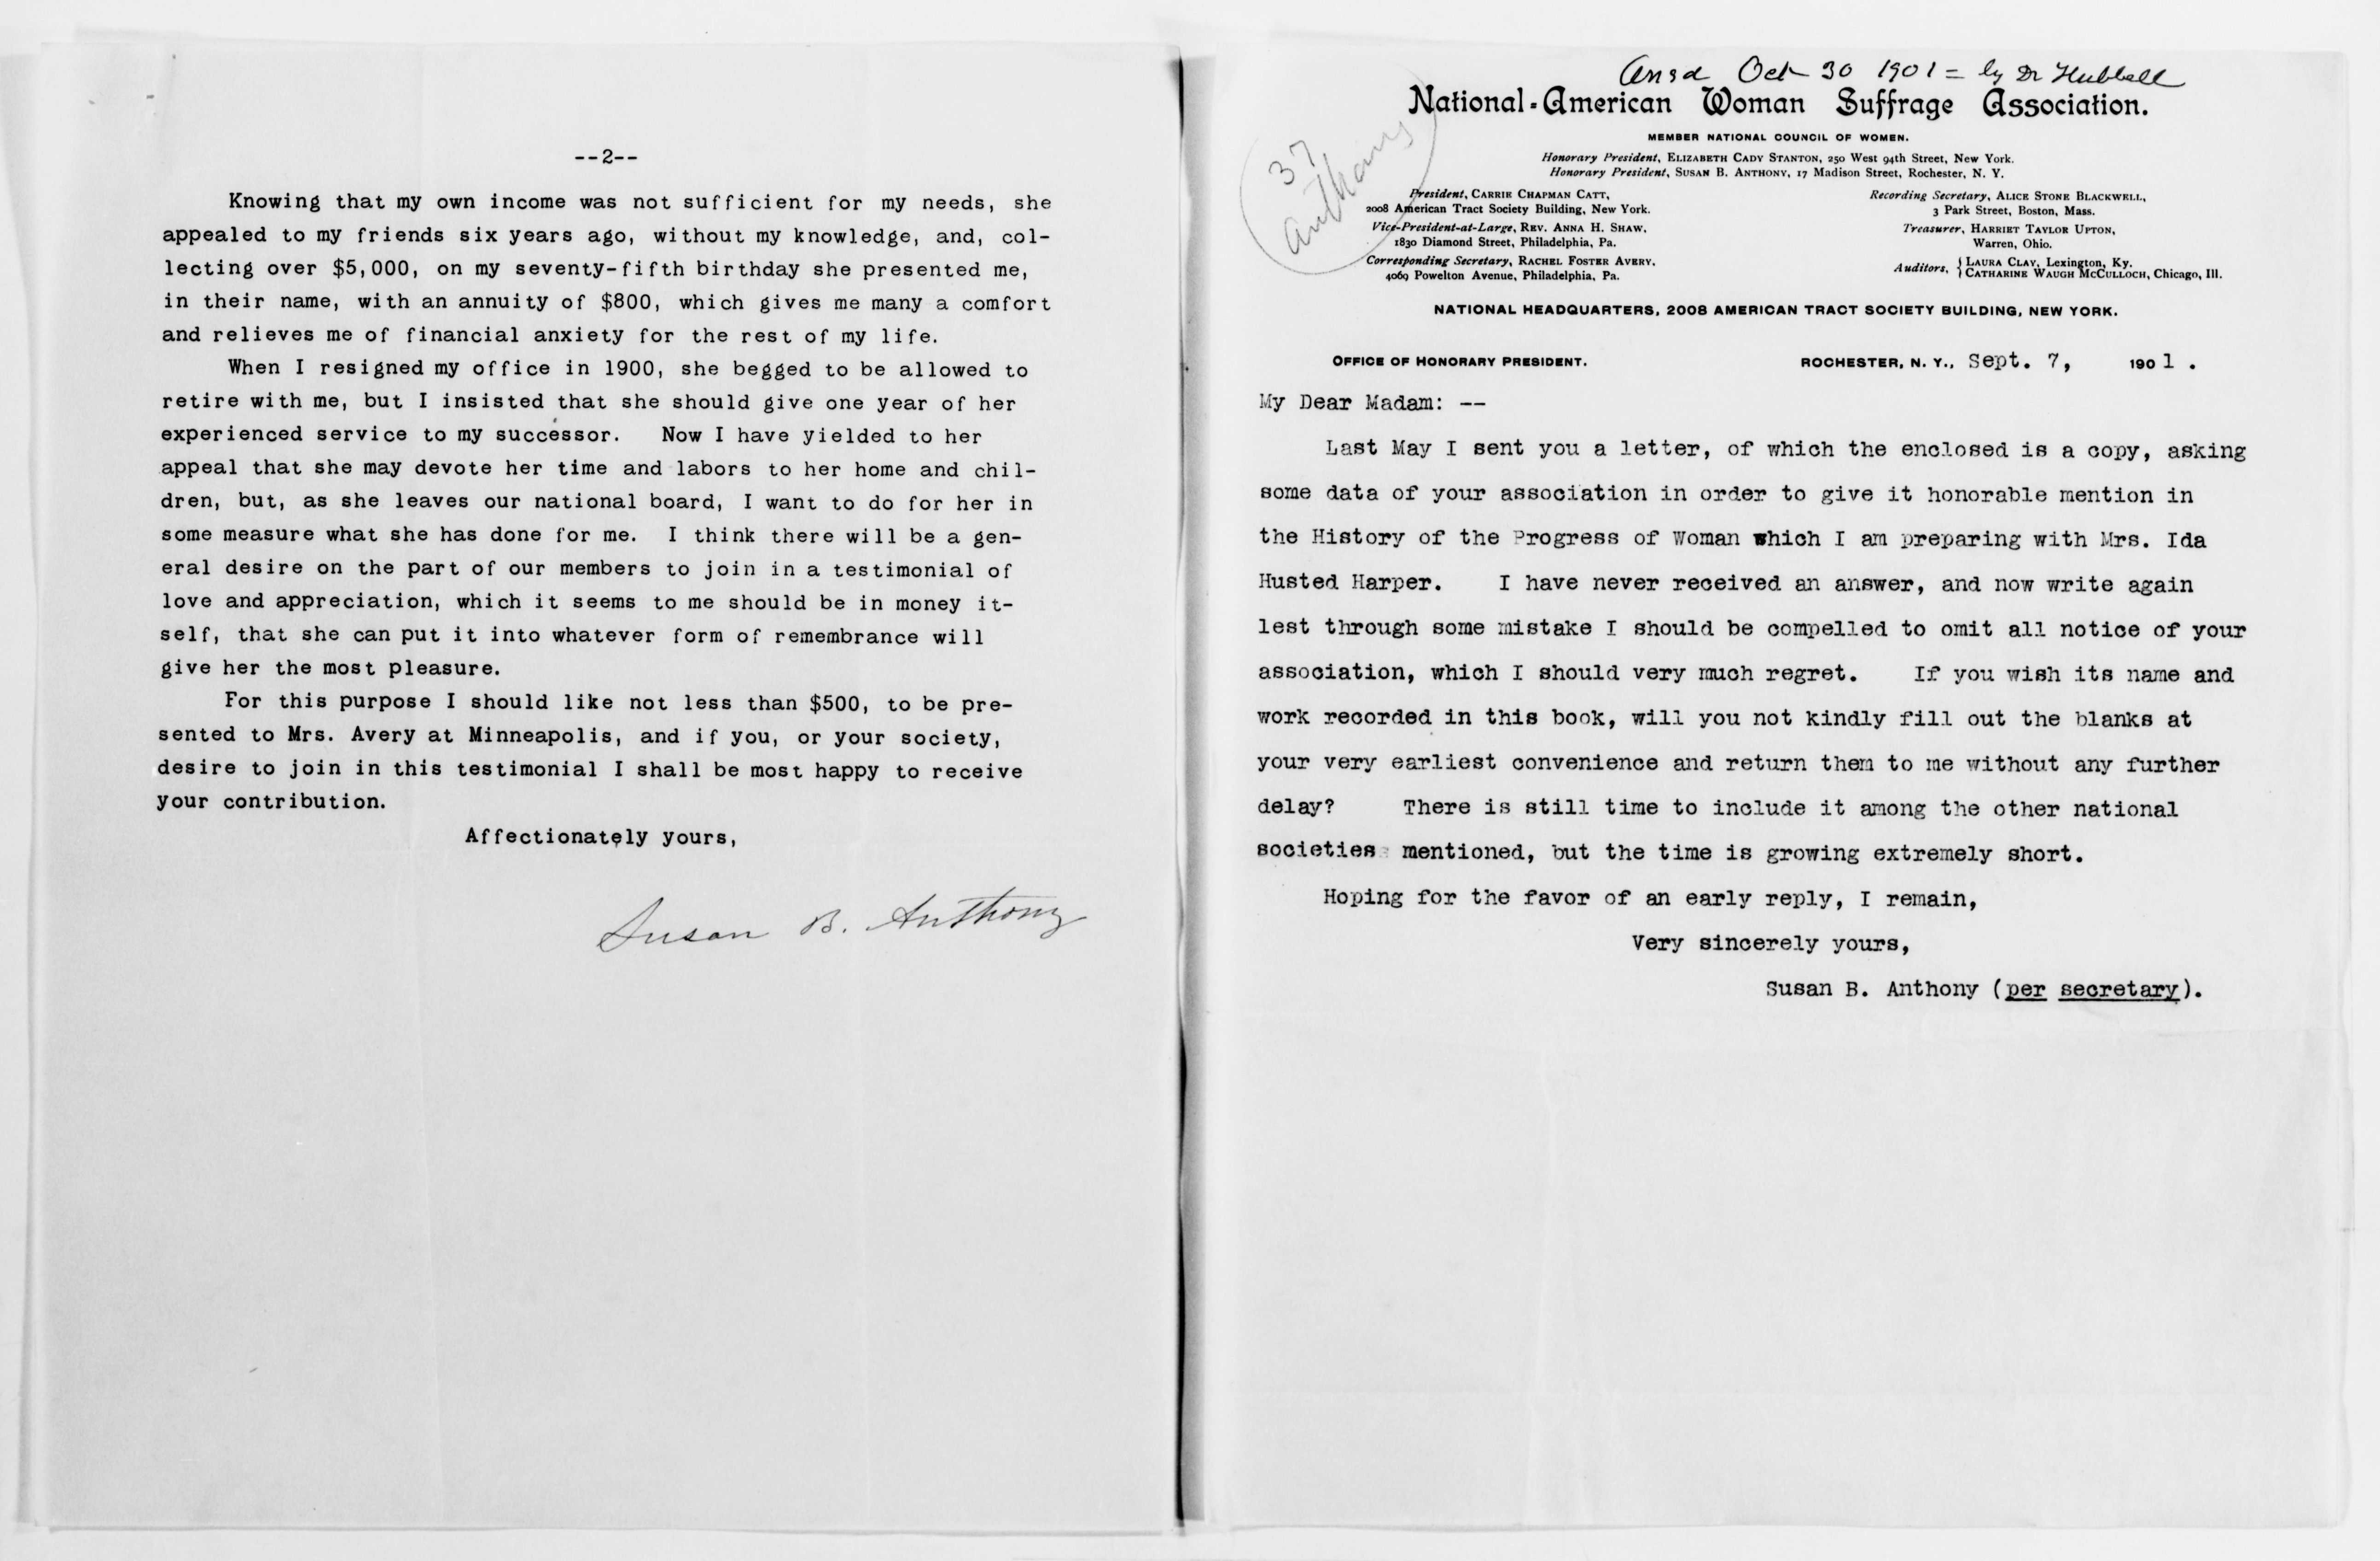 --2--
Knowing that my own income was not sufficient for my needs, she
appealed to my friends six years ago, without my knowledge, and, col-
lecting over $5,000, on my seventy-fifth birthday she presented me,
in their name, with an annuity of $800, which gives me many a comfort
and relieves me of financial anxiety for the rest of my life.
When I resigned my office in 1900, she begged to be allowed to
retire with me, but I insisted that she should give one year of her
experienced service to my successor. Now I have yielded to her
appeal that she may devote her time and labors to her home and chil-
dren, but, as she leaves our national board, I want to do for her in
some measure what she has done for me. I think there will be a gen-
eral desire on the part of our members to join in a testimonial of
love and appreciation, which it seems to me should be in money it-
self, that she can put it into whatever form of remembrance will
give her the most pleasure.
For this purpose I should like not less than $500, to be pre-
sented to Mrs. Avery at Minneapolis, and if you, or your society,
desire to join in this testimonial I shall be most happy to receive
your contribution.
Affectionately yours,
Susan B. Anthony
Ansd Oct 30 1901 = by Dr Hubbell
National-American Woman Suffrage Association.
MEMBER NATIONAL COUNCIL OF WOMEN.
Honorary President, ELIZABETH CADY STANTON, 250 West 94th Street, New York.
Honorary President, SUSAN B. ANTHONY, 17 Madison Street, Rochester, N. Y.
37
Anthony
President, CARRIE CHAPMAN CATT,
2008 American Tract Society Building, New York.
Vice-President-at-Large, REV. ANNA H. SHAW,
1830 Diamond Street, Philadelphia, Pa.
Corresponding Secretary, RACHEL FOSTER AVERY,
4069 Powelton Avenue, Philadelphia, Pa.
Recording Secretary, ALICE STONE BLACKWELL,
3 Park Street, Boston, Mass.
Treasurer, HARRIET TAYLOR UPTON,
Warren, Ohio.
Auditors, { LAURA CLAY, Lexington, Ky.
CATHARINE WAUGH MCCULLOCH, Chicago, Ill.
NATIONAL HEADQUARTERS, 2008 AMERICAN TRACT SOCIETY BUILDING, NEW YORK.
OFFICE OF HONORARY PRESIDENT. ROCHESTER, N. Y., Sept. 7, 1901.
My Dear Madam: --
Last May I sent you a letter, of which the enclosed is a copy, asking
some data of your association in order to give it honorable mention in
the History of the Progress of Woman which I am preparing with Mrs. Ida
Husted Harper. I have never received an answer, and now write again
lest through some mistake I should be compelled to omit all notice of your
association, which I should very much regret. If you wish its name and
work recorded in this book, will you not kindly fill out the blanks at
your very earliest convenience and return them to me without any further
delay? There is still time to include it among the other national
societies mentioned, but the time is growing extremely short.
Hoping for the favor of an early reply, I remain,
Very sincerely yours,
Susan B. Anthony (per secretary).